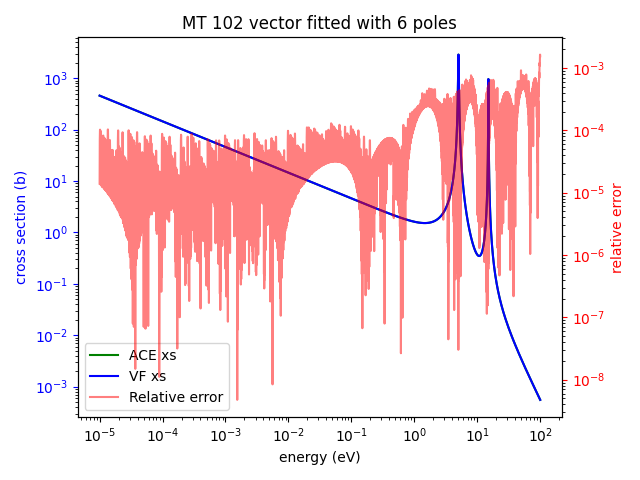 MT 102 vector fitted with 6 poles
cross section (b)
10³
10²
10¹
10⁰
10⁻¹
10⁻²
10⁻³
ACE xs
VF xs
Relative error
10⁻⁵ 10⁻⁴ 10⁻³ 10⁻² 10⁻¹ 10⁰ 10¹ 10²
energy (eV)
10⁻³
10⁻⁴
10⁻⁵
10⁻⁶
10⁻⁷
10⁻⁸
relative error